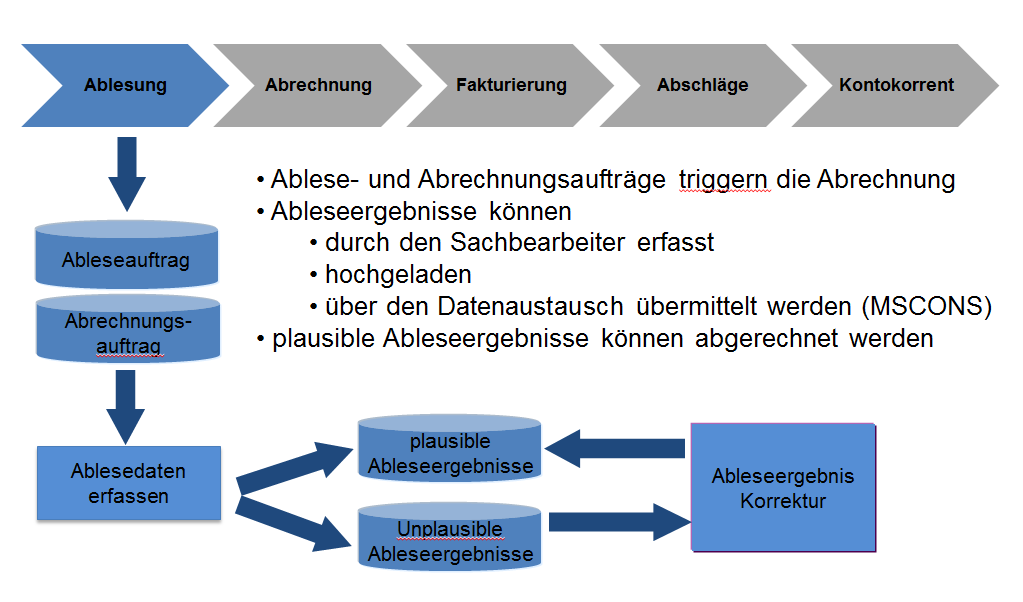 Ablesung
Abrechnung
Fakturierung
Abschläge
Kontokorrent
• Ablese- und Abrechnungsaufträge triggern die Abrechnung
• Ableseergebnisse können
• durch den Sachbearbeiter erfasst
• hochgeladen
• über den Datenaustausch übermittelt werden (MSCONS)
• plausible Ableseergebnisse können abgerechnet werden
Ableseauftrag
Abrechnungs-
auftrag
Ablesedaten
erfassen
plausible
Ableseergebnisse
Unplausible
Ableseergebnisse
Ableseergebnis
Korrektur